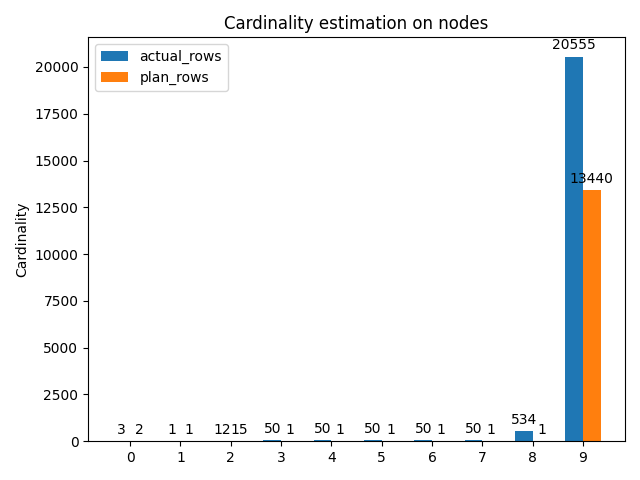 Cardinality estimation on nodes
actual_rows
plan_rows
Cardinality
20000
17500
15000
12500
10000
7500
5000
2500
0
3 2 1 1 12 15 50 1 50 1 50 1 50 1 50 1 534 1 20555 13440
0 1 2 3 4 5 6 7 8 9